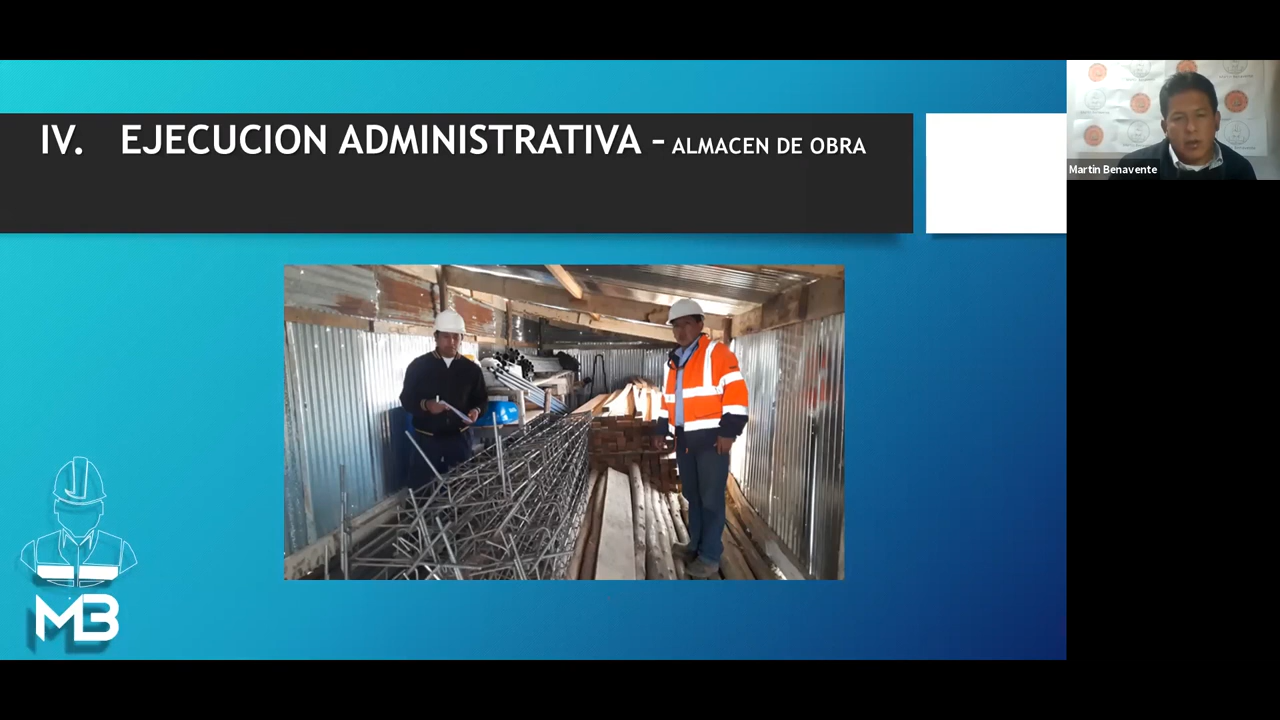 IV. EJECUCION ADMINISTRATIVA – ALMACEN DE OBRA
Martin Benavente
MB